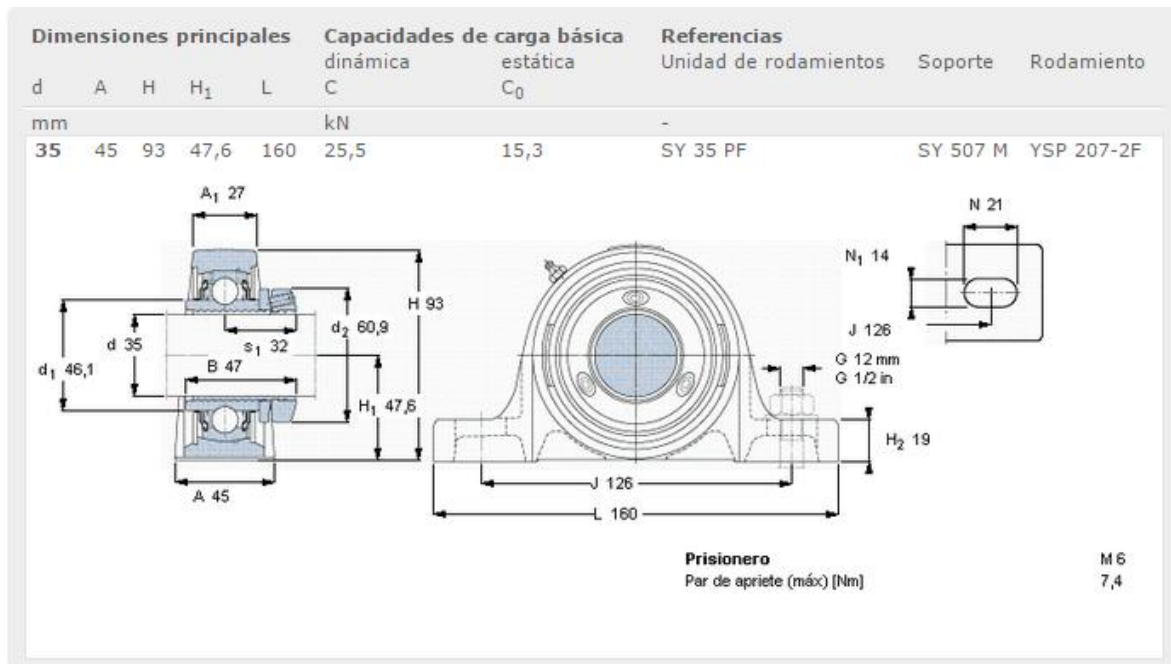 Dimensiones principales Capacidades de carga básica Referencias
dinámica estática Unidad de rodamientos Soporte Rodamiento
d A H H₁ L C C₀
mm kN -
35 45 93 47,6 160 25,5 15,3 SY 35 PF SY 507 M YSP 207-2F
A₁ 27
N 21
N₁ 14
H 93
d₂ 60,9
J 126
d 35
s₁ 32
G 12 mm
G 1/2 in
d₁ 46,1
B 47
H₁ 47,6
H₂ 19
J 126
A 45
L 160
Prisionero M 6
Par de apriete (máx) [Nm] 7,4